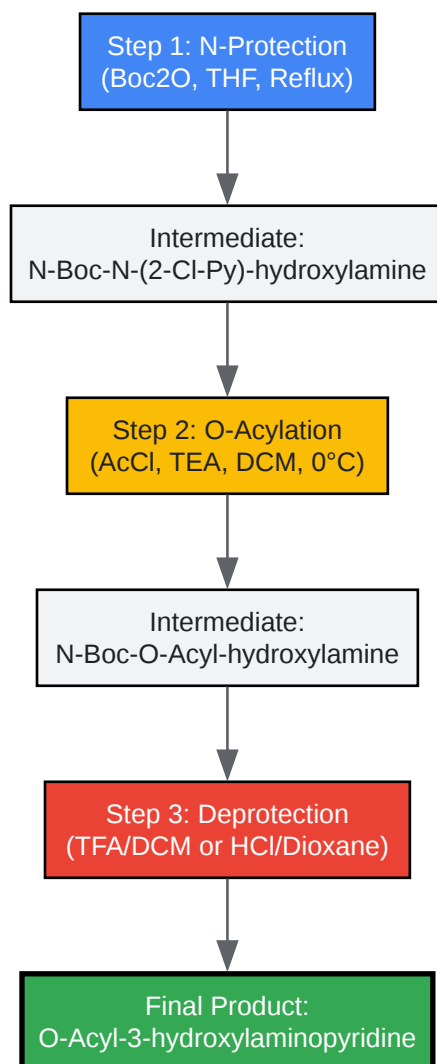 Step 1: N-Protection
(Boc2O, THF, Reflux)
Intermediate:
N-Boc-N-(2-Cl-Py)-hydroxylamine
Step 2: O-Acylation
(AcCl, TEA, DCM, 0°C)
Intermediate:
N-Boc-O-Acyl-hydroxylamine
Step 3: Deprotection
(TFA/DCM or HCl/Dioxane)
Final Product:
O-Acyl-3-hydroxylaminopyridine